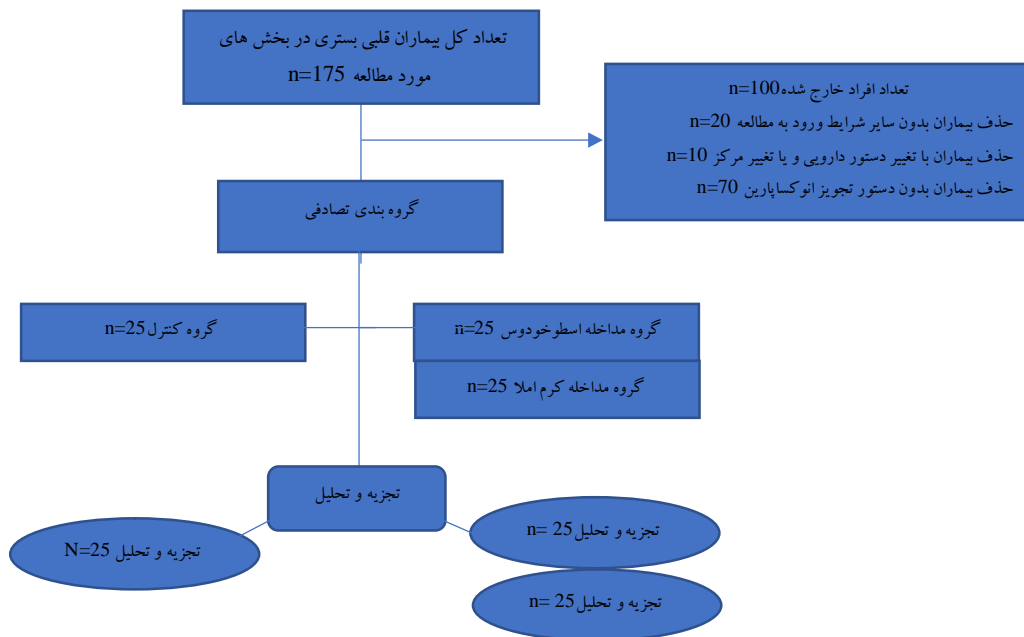 تعداد کل بیماران قلبی بستری در بخش های
مورد مطالعه n=175
تعداد افراد خارج شده n=100
حذف بیماران بدون سایر شرایط ورود به مطالعه n=20
حذف بیماران با تغییر دستور دارویی و یا تغییر مرکز n=10
حذف بیماران بدون دستور تجویز انوکساپارین n=70
گروه بندی تصادفی
گروه مداخله اسطوخودوس n=25
گروه کنترل n=25
گروه مداخله کرم املا n=25
تجزیه و تحلیل
تجزیه و تحلیل n= 25
تجزیه و تحلیل N=25
تجزیه و تحلیل n= 25